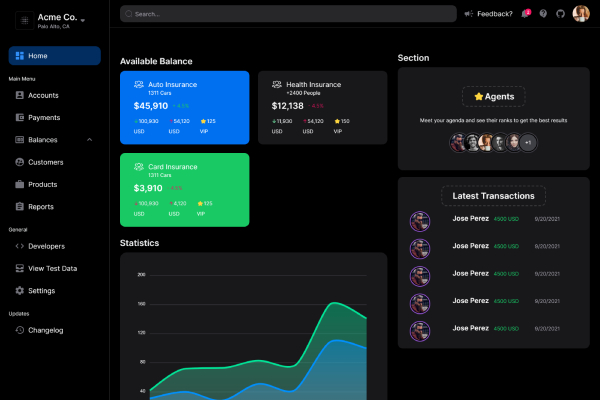 Acme Co.
Palo Alto, CA
Search...
Feedback?
Home
Main Menu
Accounts
Payments
Balances
Customers
Products
Reports
General
Developers
View Test Data
Settings
Updates
Changelog
Available Balance
Auto Insurance
1311 Cars
$45,910
100,930 54,120 125
USD USD VIP
Health Insurance
+2400 People
$12,138
11,930 54,120 150
USD USD VIP
Card Insurance
1311 Cars
$3,910
100,930 4,120 125
USD USD VIP
Statistics
200
160
120
80
40
Section
Agents
Meet your agenda and see their ranks to get the best results
+1
Latest Transactions
Jose Perez 4500 USD 9/20/2021
Jose Perez 4500 USD 9/20/2021
Jose Perez 4500 USD 9/20/2021
Jose Perez 4500 USD 9/20/2021
Jose Perez 4500 USD 9/20/2021